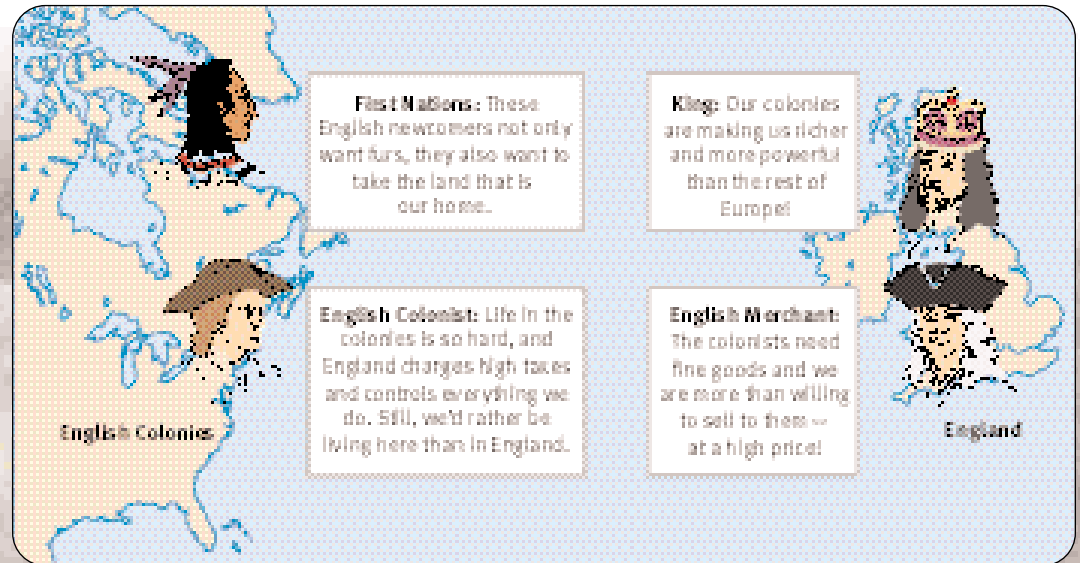 First Nations: These
English newcomers not only
want furs, they also want to
take the land that is
our home.
King: Our colonies
are making us richer
and more powerful
than the rest of
Europe!
English Colonist: Life in the
colonies is so hard, and
England charges high taxes
and controls everything we
do. Still, we'd rather be
living here than in England.
English Merchant:
The colonists need
fine goods and we
are more than willing
to sell to them —
at a high price!
English Colonies
England